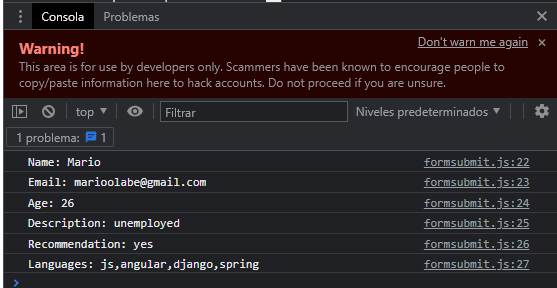 Consola Problemas
Warning! Don't warn me again
This area is for use by developers only. Scammers have been known to encourage people to
copy/paste information here to hack accounts. Do not proceed if you are unsure.
top Filtrar Niveles predeterminados
1 problema: 1
Name: Mario formsubmit.js:22
Email: marioolabe@gmail.com formsubmit.js:23
Age: 26 formsubmit.js:24
Description: unemployed formsubmit.js:25
Recommendation: yes formsubmit.js:26
Languages: js,angular,django,spring formsubmit.js:27